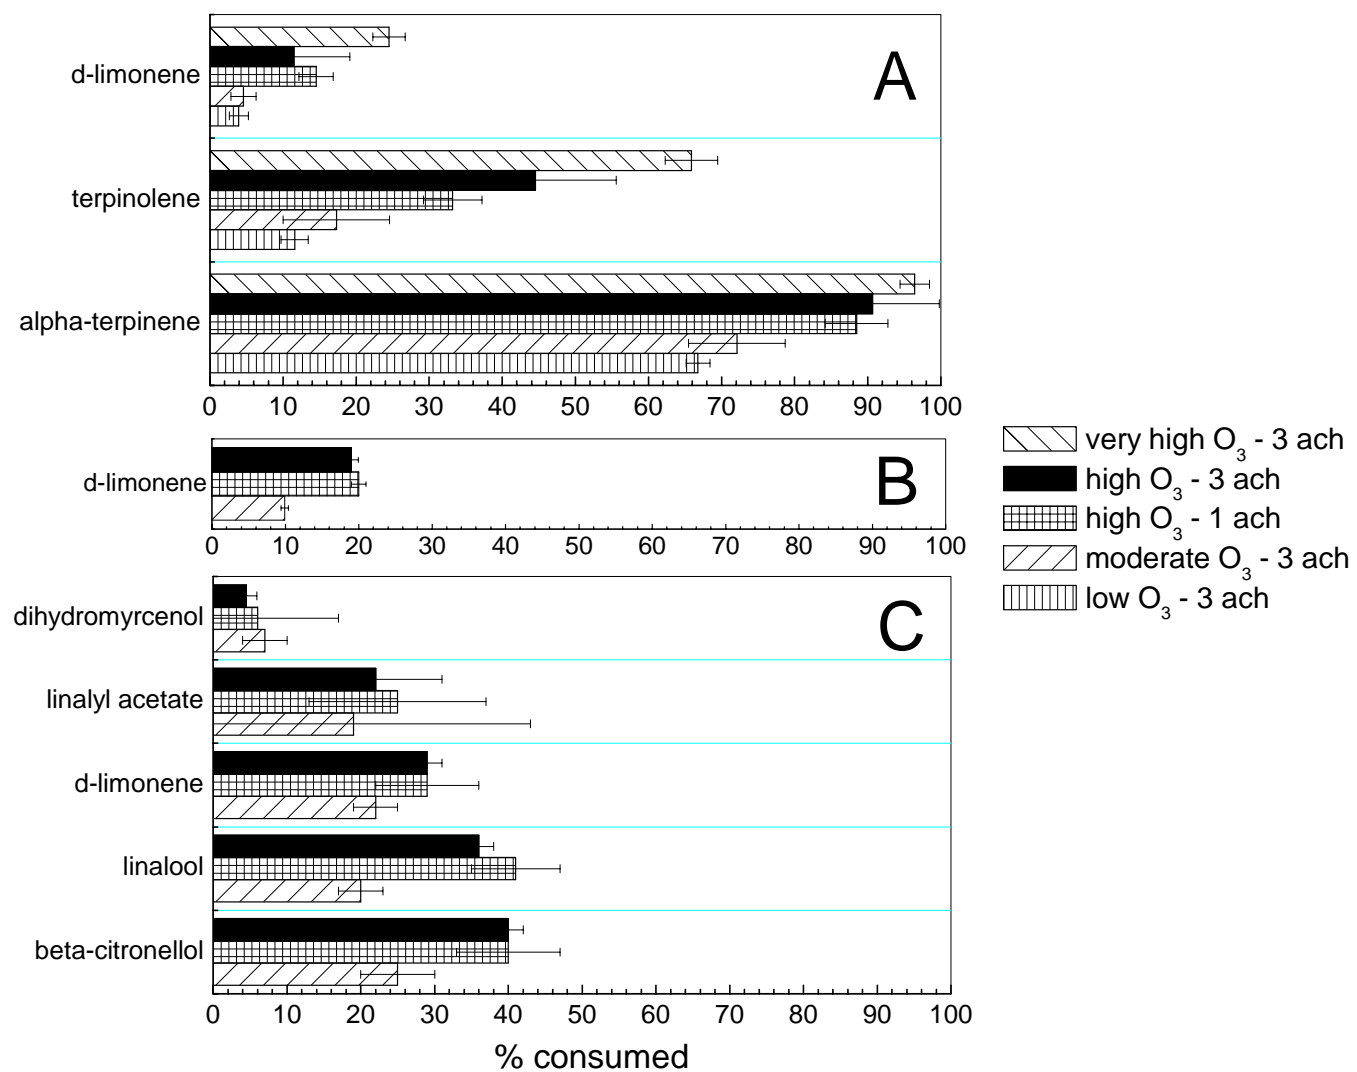 A
d-limonene
terpinolene
alpha-terpinene
0 10 20 30 40 50 60 70 80 90 100
B
d-limonene
0 10 20 30 40 50 60 70 80 90 100
very high O3 - 3 ach
high O3 - 3 ach
high O3 - 1 ach
moderate O3 - 3 ach
low O3 - 3 ach
C
dihydromyrcenol
linalyl acetate
d-limonene
linalool
beta-citronellol
0 10 20 30 40 50 60 70 80 90 100
% consumed